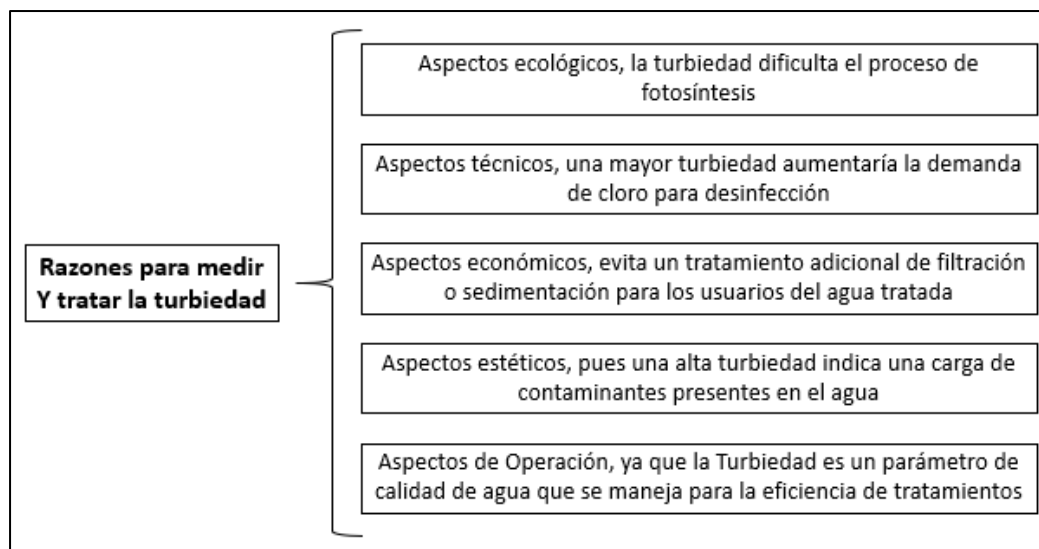 Razones para medir
Y tratar la turbiedad
Aspectos ecológicos, la turbiedad dificulta el proceso de
fotosíntesis
Aspectos técnicos, una mayor turbiedad aumentaría la demanda
de cloro para desinfección
Aspectos económicos, evita un tratamiento adicional de filtración
o sedimentación para los usuarios del agua tratada
Aspectos estéticos, pues una alta turbiedad indica una carga de
contaminantes presentes en el agua
Aspectos de Operación, ya que la Turbiedad es un parámetro de
calidad de agua que se maneja para la eficiencia de tratamientos